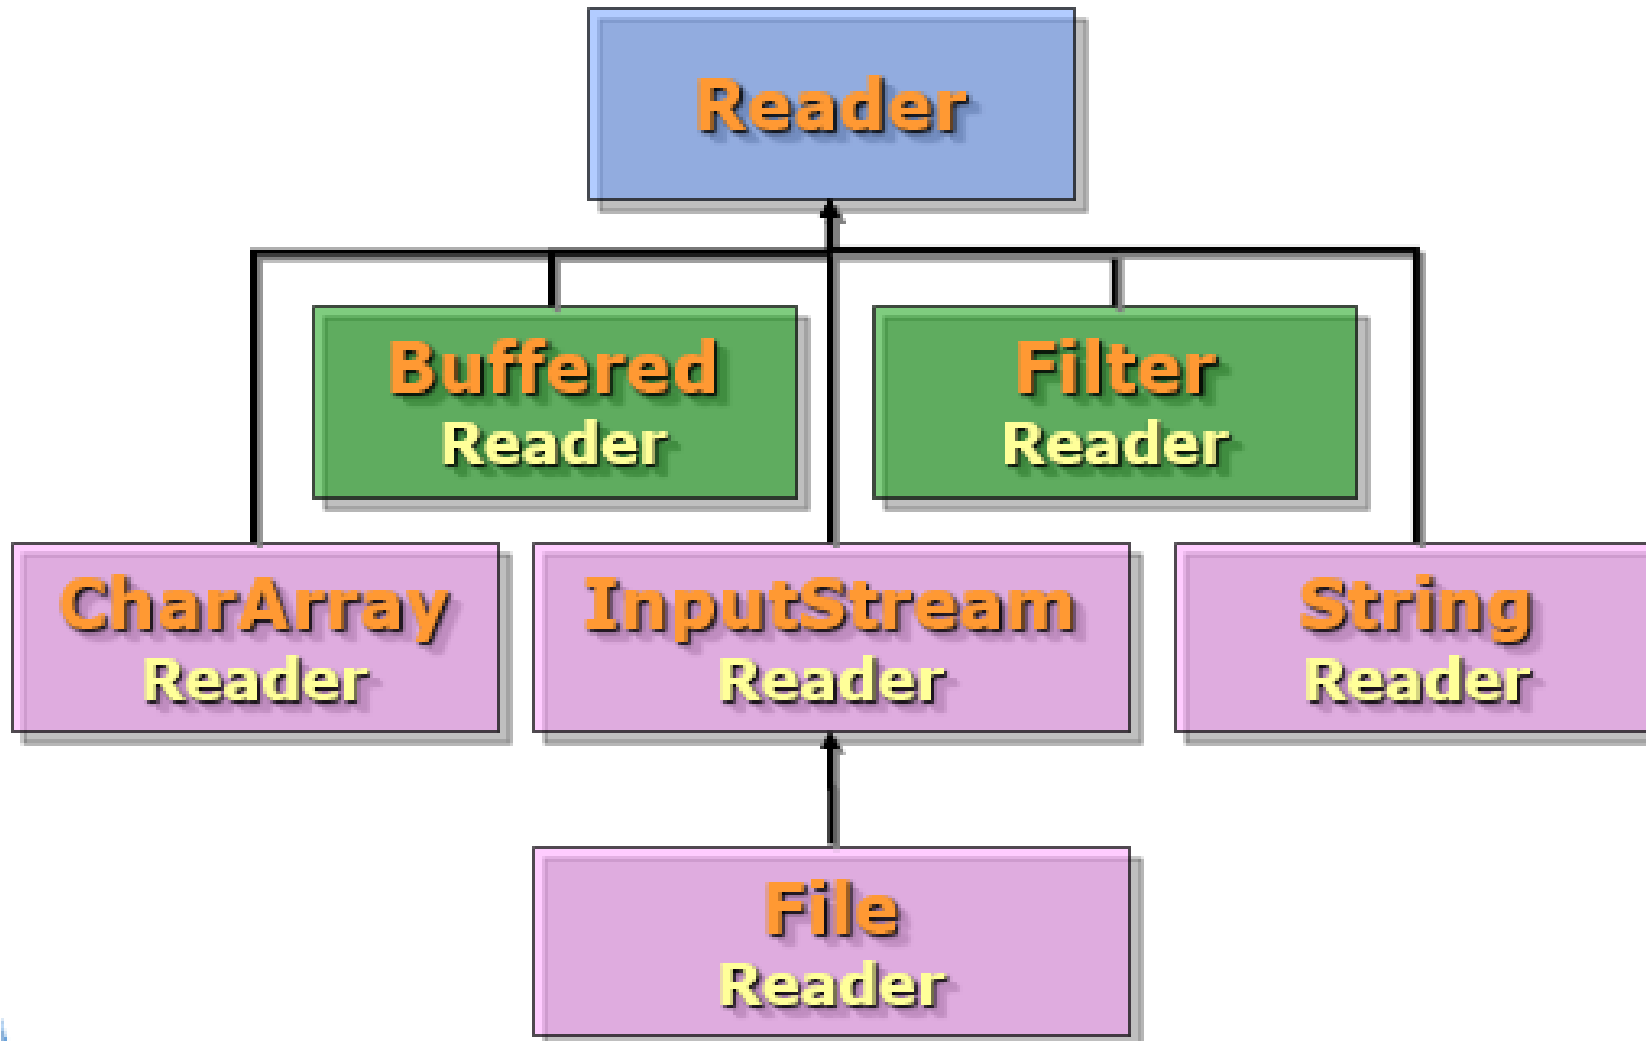 Reader
Buffered
Reader
Filter
Reader
CharArray
Reader
InputStream
Reader
String
Reader
File
Reader